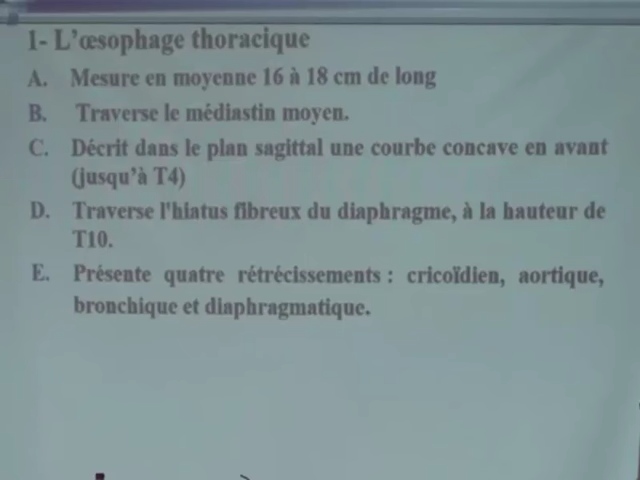 1- L'œsophage thoracique
A. Mesure en moyenne 16 à 18 cm de long
B. Traverse le médiastin moyen.
C. Décrit dans le plan sagittal une courbe concave en avant
(jusqu'à T4)
D. Traverse l'hiatus fibreux du diaphragme, à la hauteur de
T10.
E. Présente quatre rétrécissements : cricoïdien, aortique,
bronchique et diaphragmatique.